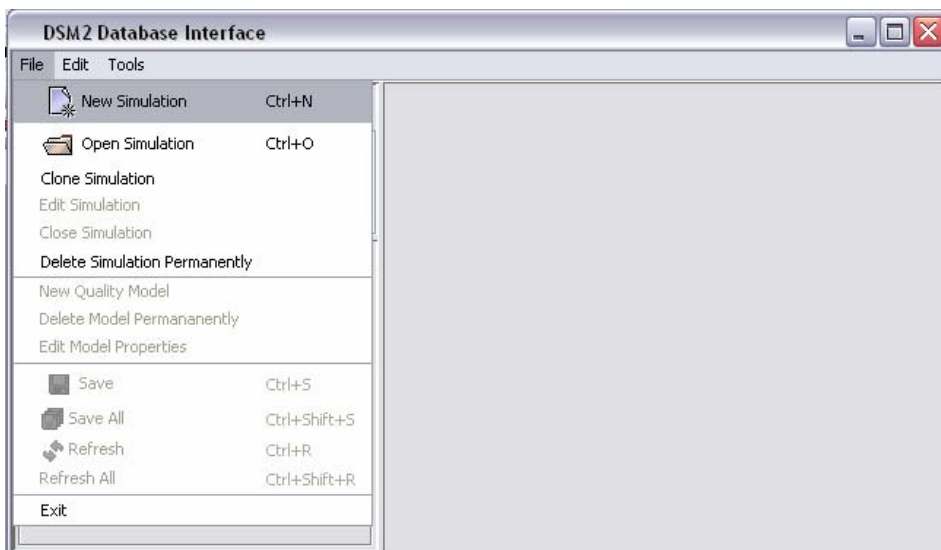 DSM2 Database Interface
File Edit Tools
New Simulation Ctrl+N
Open Simulation Ctrl+O
Clone Simulation
Edit Simulation
Close Simulation
Delete Simulation Permanently
New Quality Model
Delete Model Permananently
Edit Model Properties
Save Ctrl+S
Save All Ctrl+Shift+S
Refresh Ctrl+R
Refresh All Ctrl+Shift+R
Exit